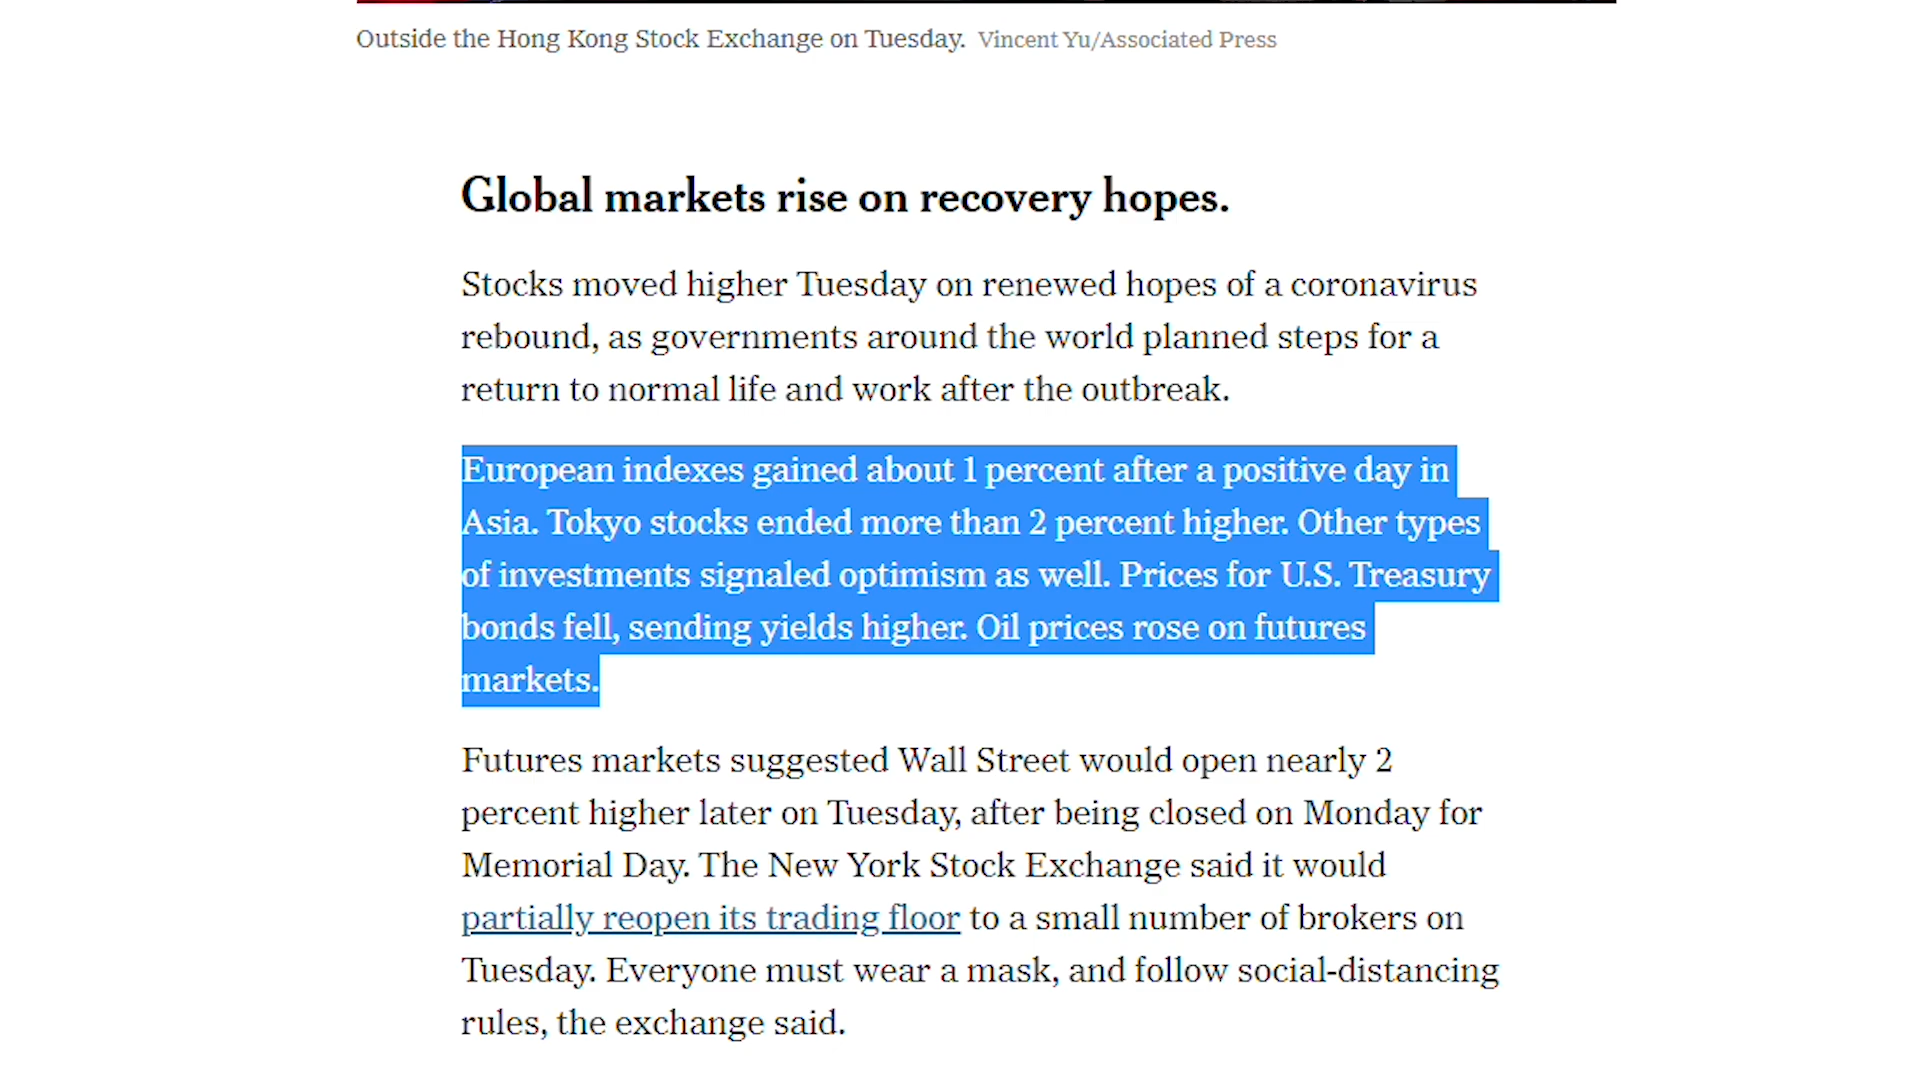 Outside the Hong Kong Stock Exchange on Tuesday. Vincent Yu/Associated Press
Global markets rise on recovery hopes.
Stocks moved higher Tuesday on renewed hopes of a coronavirus
rebound, as governments around the world planned steps for a
return to normal life and work after the outbreak.
European indexes gained about 1 percent after a positive day in
Asia. Tokyo stocks ended more than 2 percent higher. Other types
of investments signaled optimism as well. Prices for U.S. Treasury
bonds fell, sending yields higher. Oil prices rose on futures
markets.
Futures markets suggested Wall Street would open nearly 2
percent higher later on Tuesday, after being closed on Monday for
Memorial Day. The New York Stock Exchange said it would
partially reopen its trading floor to a small number of brokers on
Tuesday. Everyone must wear a mask, and follow social-distancing
rules, the exchange said.